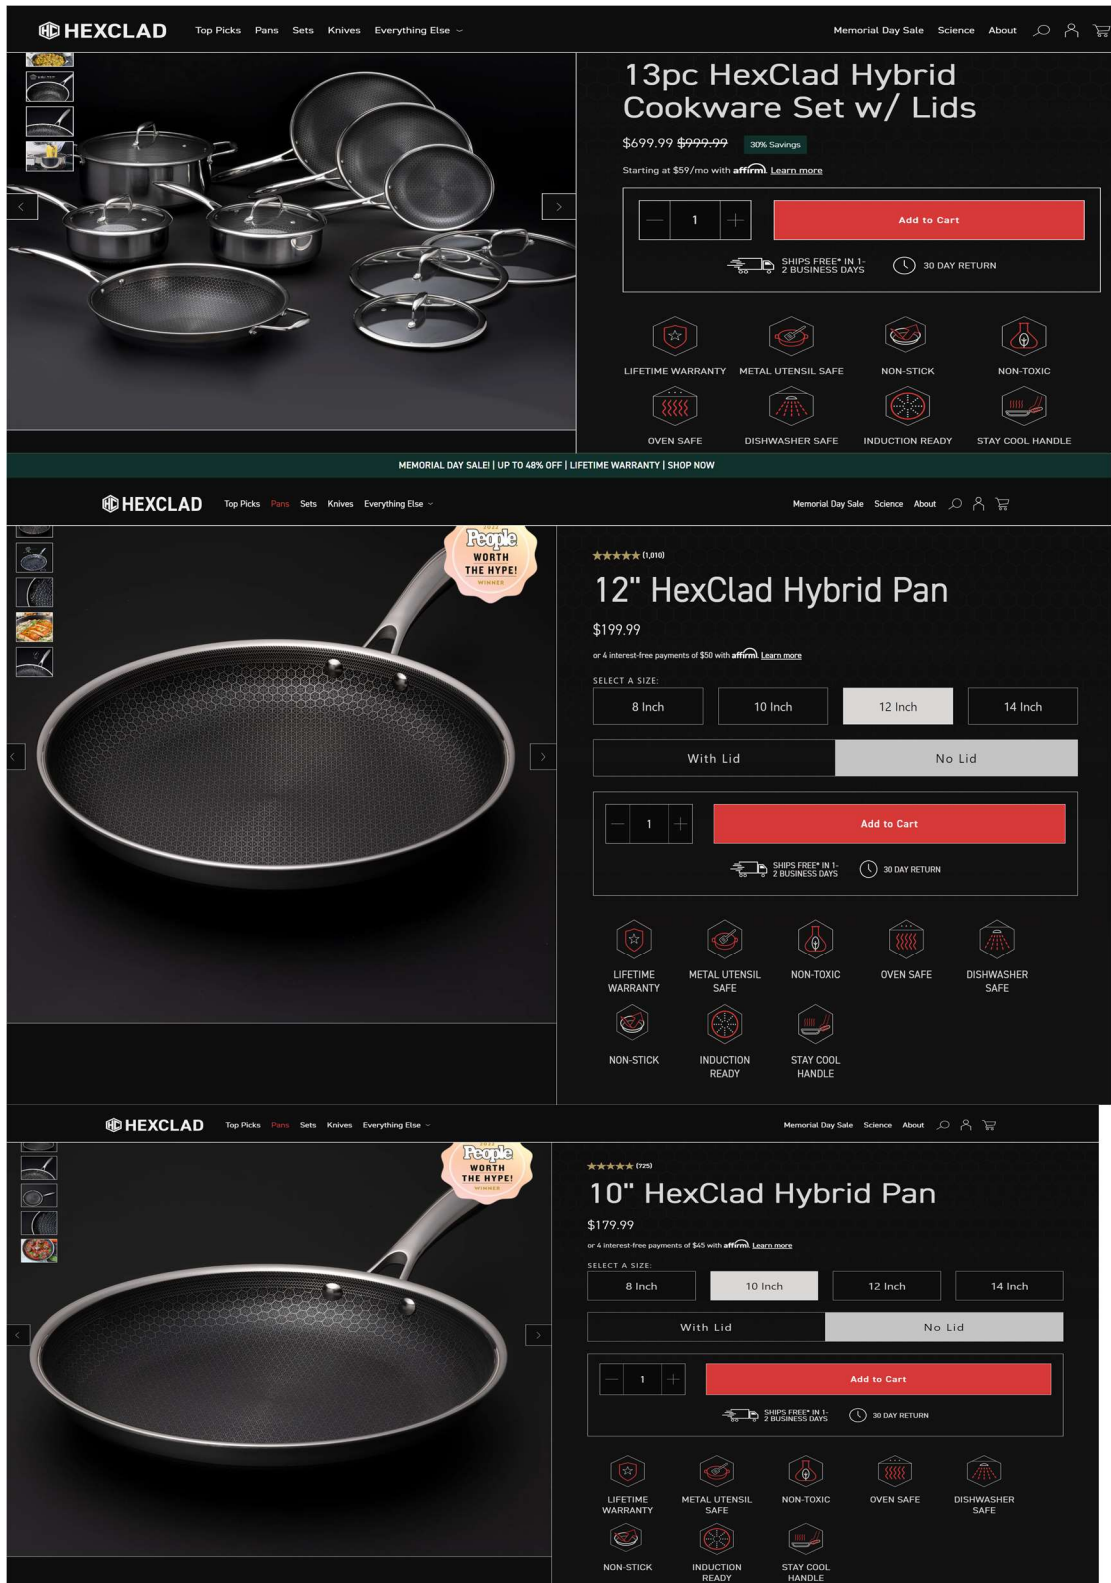 HEXCLAD
Top Picks Pans Sets Knives Everything Else
Memorial Day Sale Science About
13pc HexClad Hybrid
Cookware Set w/ Lids
$699.99 $999.99 30% Savings
Starting at $59/mo with affirm. Learn more
1
Add to Cart
SHIPS FREE* IN 1-
2 BUSINESS DAYS
30 DAY RETURN
LIFETIME WARRANTY METAL UTENSIL SAFE NON-STICK NON-TOXIC
OVEN SAFE DISHWASHER SAFE INDUCTION READY STAY COOL HANDLE
MEMORIAL DAY SALE! | UP TO 48% OFF | LIFETIME WARRANTY | SHOP NOW
HEXCLAD
Top Picks Pans Sets Knives Everything Else
Memorial Day Sale Science About
2022
People
WORTH
THE HYPE!
WINNER
(1,010)
12" HexClad Hybrid Pan
$199.99
or 4 interest-free payments of $50 with affirm. Learn more
SELECT A SIZE:
8 Inch 10 Inch 12 Inch 14 Inch
With Lid No Lid
1
Add to Cart
SHIPS FREE* IN 1-
2 BUSINESS DAYS
30 DAY RETURN
LIFETIME
WARRANTY
METAL UTENSIL
SAFE
NON-TOXIC
OVEN SAFE
DISHWASHER
SAFE
NON-STICK
INDUCTION
READY
STAY COOL
HANDLE
HEXCLAD
Top Picks Pans Sets Knives Everything Else
Memorial Day Sale Science About
2022
People
WORTH
THE HYPE!
WINNER
(725)
10" HexClad Hybrid Pan
$179.99
or 4 interest-free payments of $45 with affirm. Learn more
SELECT A SIZE:
8 Inch 10 Inch 12 Inch 14 Inch
With Lid No Lid
1
Add to Cart
SHIPS FREE* IN 1-
2 BUSINESS DAYS
30 DAY RETURN
LIFETIME
WARRANTY
METAL UTENSIL
SAFE
NON-TOXIC
OVEN SAFE
DISHWASHER
SAFE
NON-STICK
INDUCTION
READY
STAY COOL
HANDLE